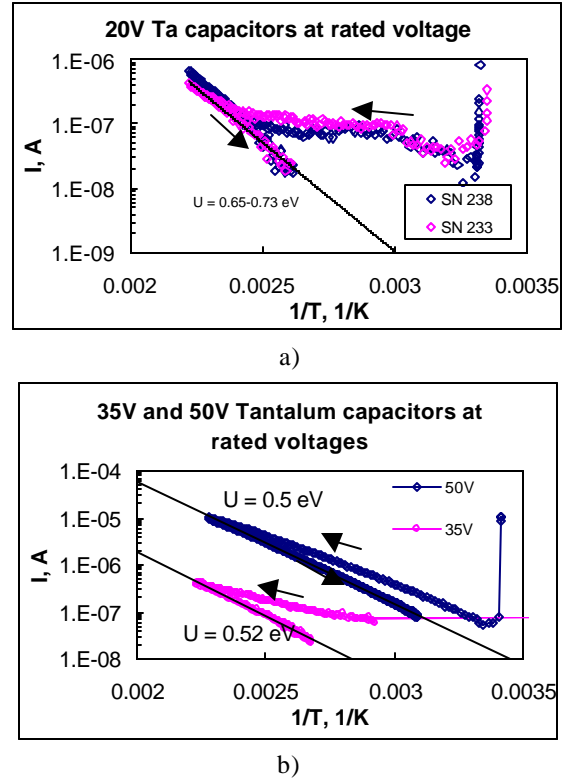 20V Ta capacitors at rated voltage
1.E-06
1.E-07
1.E-08
1.E-09
I, A
U = 0.65-0.73 eV
SN 238
SN 233
0.002
0.0025
0.003
0.0035
1/T, 1/K
a)
35V and 50V Tantalum capacitors at
rated voltages
1.E-04
1.E-05
1.E-06
1.E-07
1.E-08
I, A
U = 0.5 eV
50V
35V
U = 0.52 eV
0.002
0.0025
0.003
0.0035
1/T, 1/K
b)